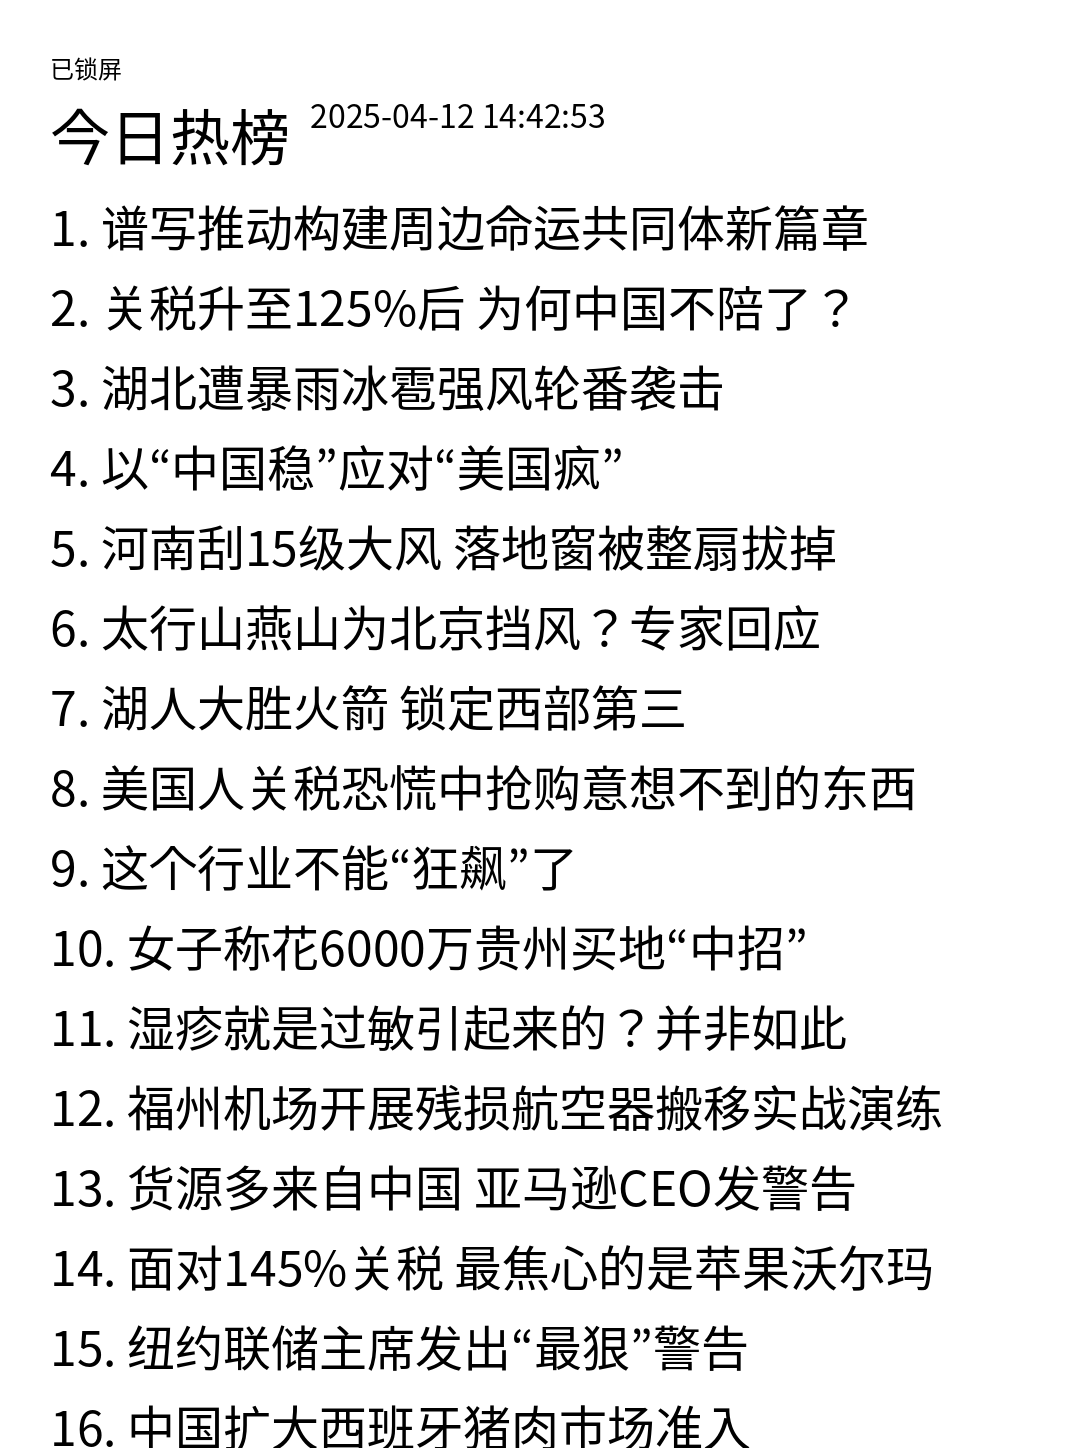 已锁屏
今日热榜 2025-04-12 14:42:53
1. 谱写推动构建周边命运共同体新篇章
2. 关税升至125%后 为何中国不陪了？
3. 湖北遭暴雨冰雹强风轮番袭击
4. 以“中国稳”应对“美国疯”
5. 河南刮15级大风 落地窗被整扇拔掉
6. 太行山燕山为北京挡风？专家回应
7. 湖人大胜火箭 锁定西部第三
8. 美国人关税恐慌中抢购意想不到的东西
9. 这个行业不能“狂飙”了
10. 女子称花6000万贵州买地“中招”
11. 湿疹就是过敏引起来的？并非如此
12. 福州机场开展残损航空器搬移实战演练
13. 货源多来自中国 亚马逊CEO发警告
14. 面对145%关税 最焦心的是苹果沃尔玛
15. 纽约联储主席发出“最狠”警告
16. 中国扩大西班牙猪肉市场准入